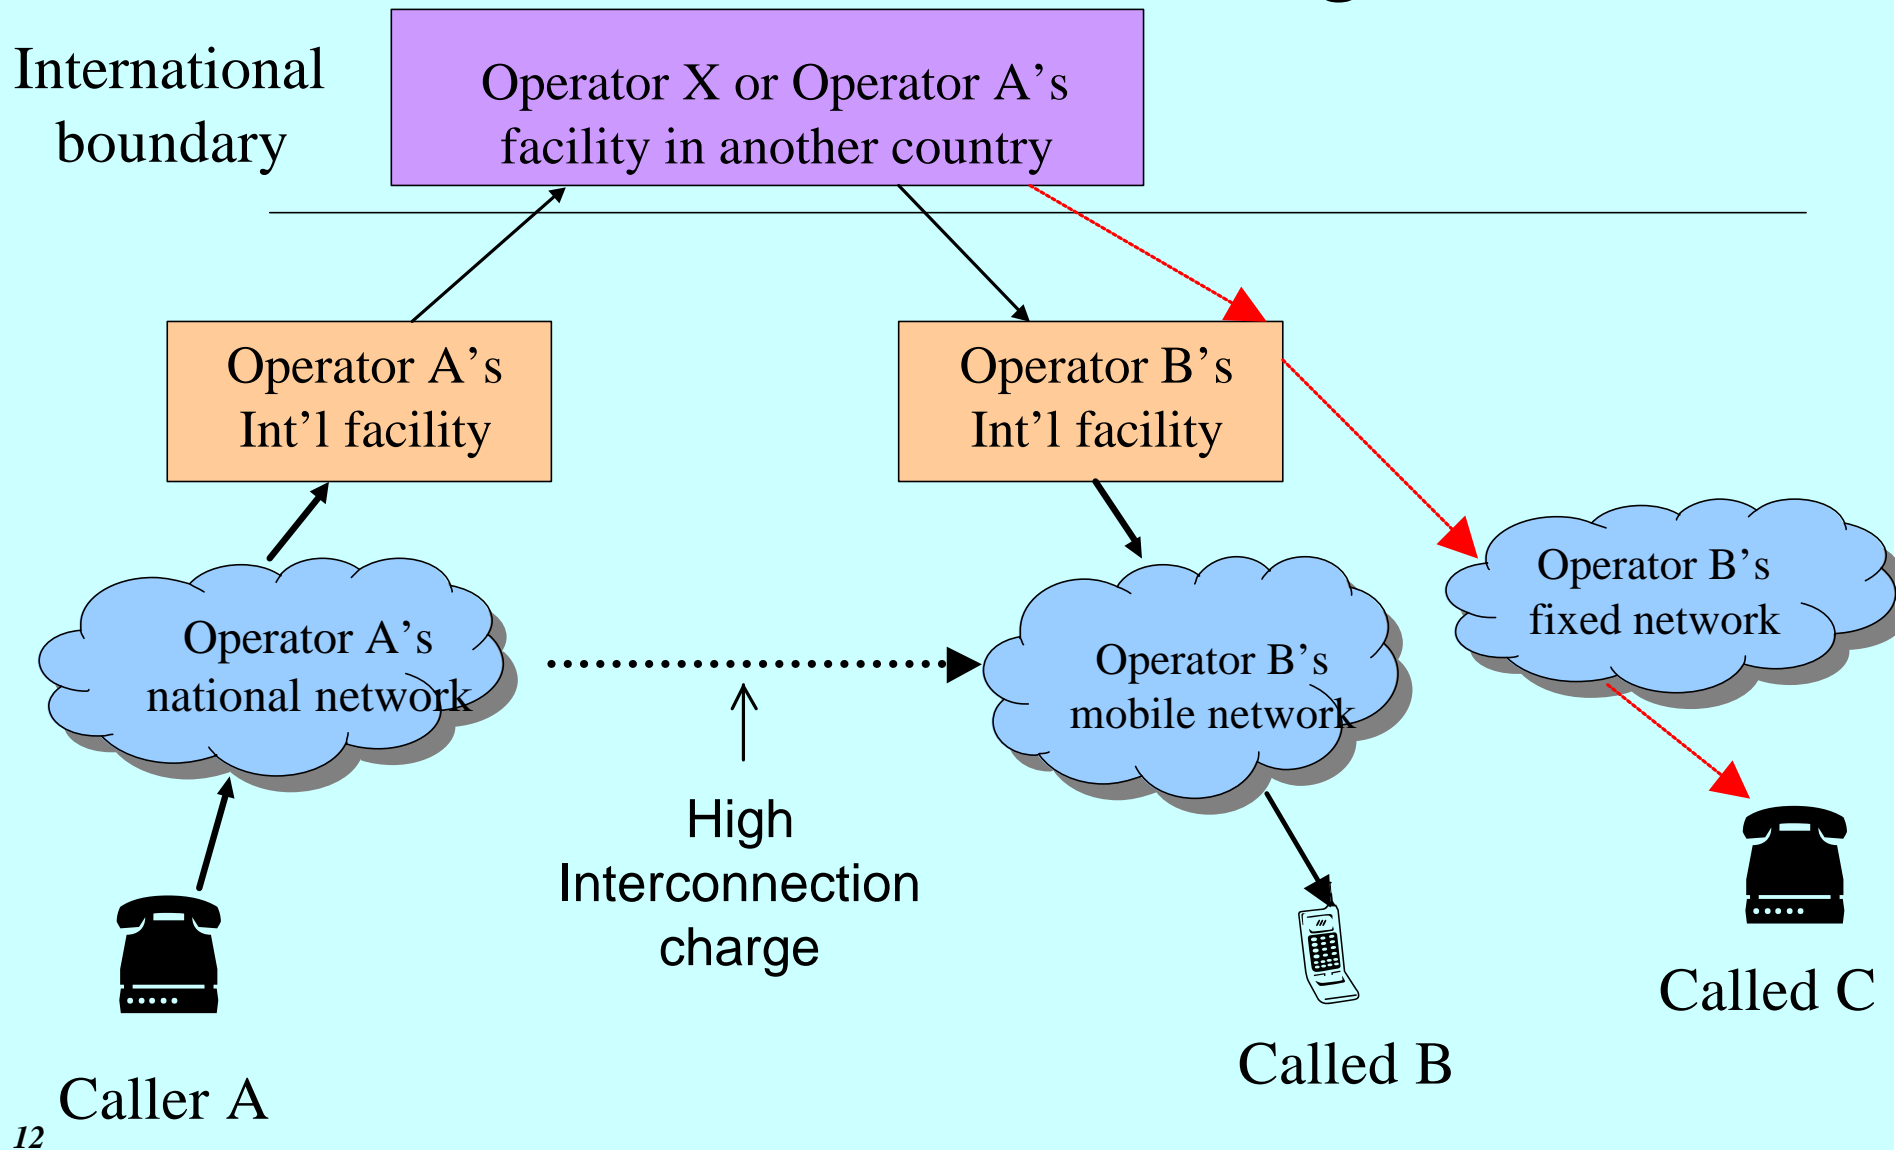 International
boundary
Operator X or Operator A’s
facility in another country
Operator A’s
Int’l facility
Operator B’s
Int’l facility
Operator A’s
national network
Operator B’s
mobile network
Operator B’s
fixed network
High
Interconnection
charge
Called C
Called B
Caller A
12